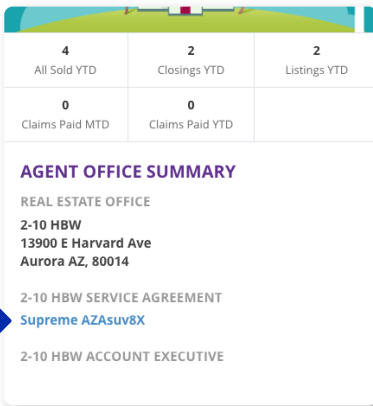 4
All Sold YTD
2
Closings YTD
2
Listings YTD
0
Claims Paid MTD
0
Claims Paid YTD
AGENT OFFICE SUMMARY
REAL ESTATE OFFICE
2-10 HBW
13900 E Harvard Ave
Aurora AZ, 80014
2-10 HBW SERVICE AGREEMENT
Supreme AZAsuv8X
2-10 HBW ACCOUNT EXECUTIVE